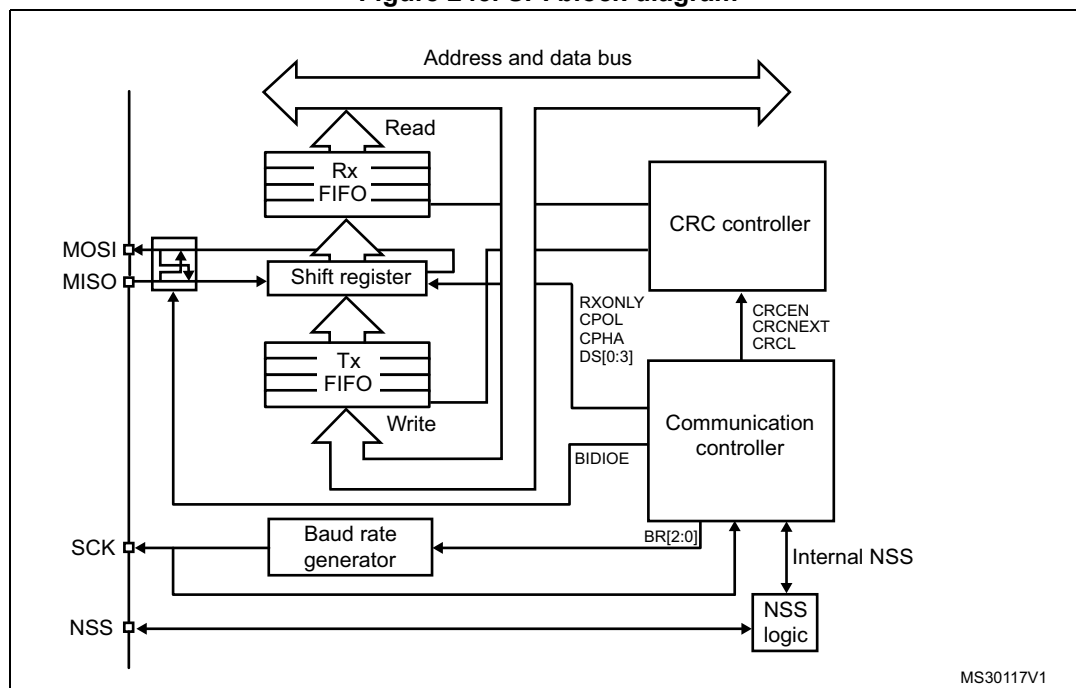 Address and data bus
Read
Rx
FIFO
CRC controller
MOSI
MISO
Shift register
RXONLY
CPOL
CPHA
DS[0:3]
CRCEN
CRCNEXT
CRCL
Tx
FIFO
Write
Communication
controller
BIDIOE
SCK
Baud rate
generator
BR[2:0]
Internal NSS
NSS
NSS
logic
MS30117V1